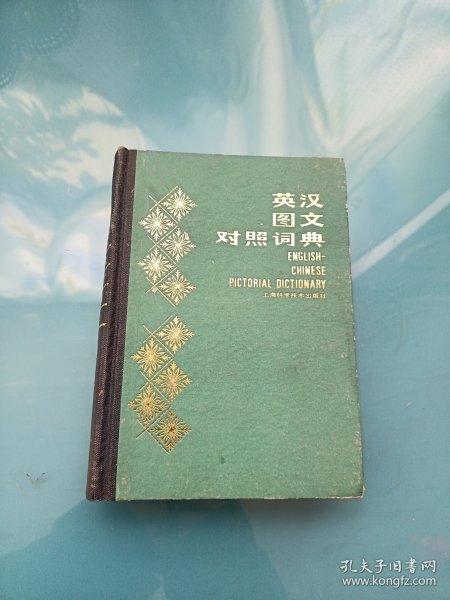 英汉
图文
对照词典
ENGLISH-
CHINESE
PICTORIAL DICTIONARY
上海科学技术出版社
孔夫子旧书网
www.kongfz.com